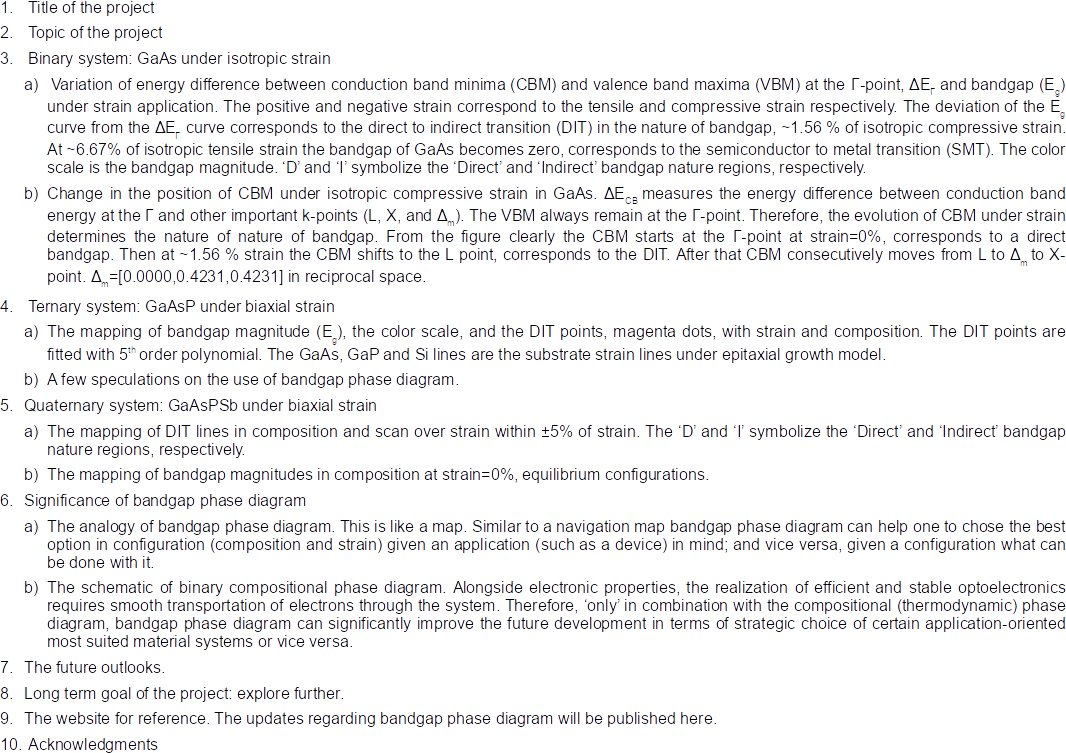 1. Title of the project
2. Topic of the project
3. Binary system: GaAs under isotropic strain
a) Variation of energy difference between conduction band minima (CBM) and valence band maxima (VBM) at the Γ-point, ΔEᴦ and bandgap (Eg)
under strain application. The positive and negative strain correspond to the tensile and compressive strain respectively. The deviation of the Eg
curve from the ΔEᴦ curve corresponds to the direct to indirect transition (DIT) in the nature of bandgap, ~1.56 % of isotropic compressive strain.
At ~6.67% of isotropic tensile strain the bandgap of GaAs becomes zero, corresponds to the semiconductor to metal transition (SMT). The color
scale is the bandgap magnitude. ‘D’ and ‘I’ symbolize the ‘Direct’ and ‘Indirect’ bandgap nature regions, respectively.
b) Change in the position of CBM under isotropic compressive strain in GaAs. ΔECB measures the energy difference between conduction band
energy at the Γ and other important k-points (L, X, and Δm). The VBM always remain at the Γ-point. Therefore, the evolution of CBM under strain
determines the nature of nature of bandgap. From the figure clearly the CBM starts at the Γ-point at strain=0%, corresponds to a direct
bandgap. Then at ~1.56 % strain the CBM shifts to the L point, corresponds to the DIT. After that CBM consecutively moves from L to Δm to X-
point. Δm=[0.0000,0.4231,0.4231] in reciprocal space.
4. Ternary system: GaAsP under biaxial strain
a) The mapping of bandgap magnitude (Eg), the color scale, and the DIT points, magenta dots, with strain and composition. The DIT points are
fitted with 5th order polynomial. The GaAs, GaP and Si lines are the substrate strain lines under epitaxial growth model.
b) A few speculations on the use of bandgap phase diagram.
5. Quaternary system: GaAsPSb under biaxial strain
a) The mapping of DIT lines in composition and scan over strain within ±5% of strain. The ‘D’ and ‘I’ symbolize the ‘Direct’ and ‘Indirect’ bandgap
nature regions, respectively.
b) The mapping of bandgap magnitudes in composition at strain=0%, equilibrium configurations.
6. Significance of bandgap phase diagram
a) The analogy of bandgap phase diagram. This is like a map. Similar to a navigation map bandgap phase diagram can help one to chose the best
option in configuration (composition and strain) given an application (such as a device) in mind; and vice versa, given a configuration what can
be done with it.
b) The schematic of binary compositional phase diagram. Alongside electronic properties, the realization of efficient and stable optoelectronics
requires smooth transportation of electrons through the system. Therefore, ‘only’ in combination with the compositional (thermodynamic) phase
diagram, bandgap phase diagram can significantly improve the future development in terms of strategic choice of certain application-oriented
most suited material systems or vice versa.
7. The future outlooks.
8. Long term goal of the project: explore further.
9. The website for reference. The updates regarding bandgap phase diagram will be published here.
10. Acknowledgments